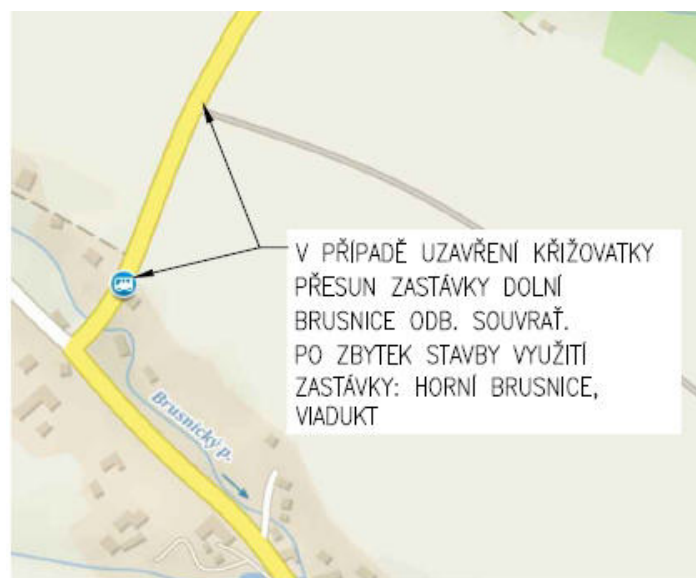 V PŘÍPADĚ UZAVŘENÍ KŘIŽOVATKY
PŘESUN ZASTÁVKY DOLNÍ
BRUSNICE ODB. SOUVRAŤ.
PO ZBYTEK STAVBY VYUŽITÍ
ZASTÁVKY: HORNÍ BRUSNICE,
VIADUKT
Brusnický p.